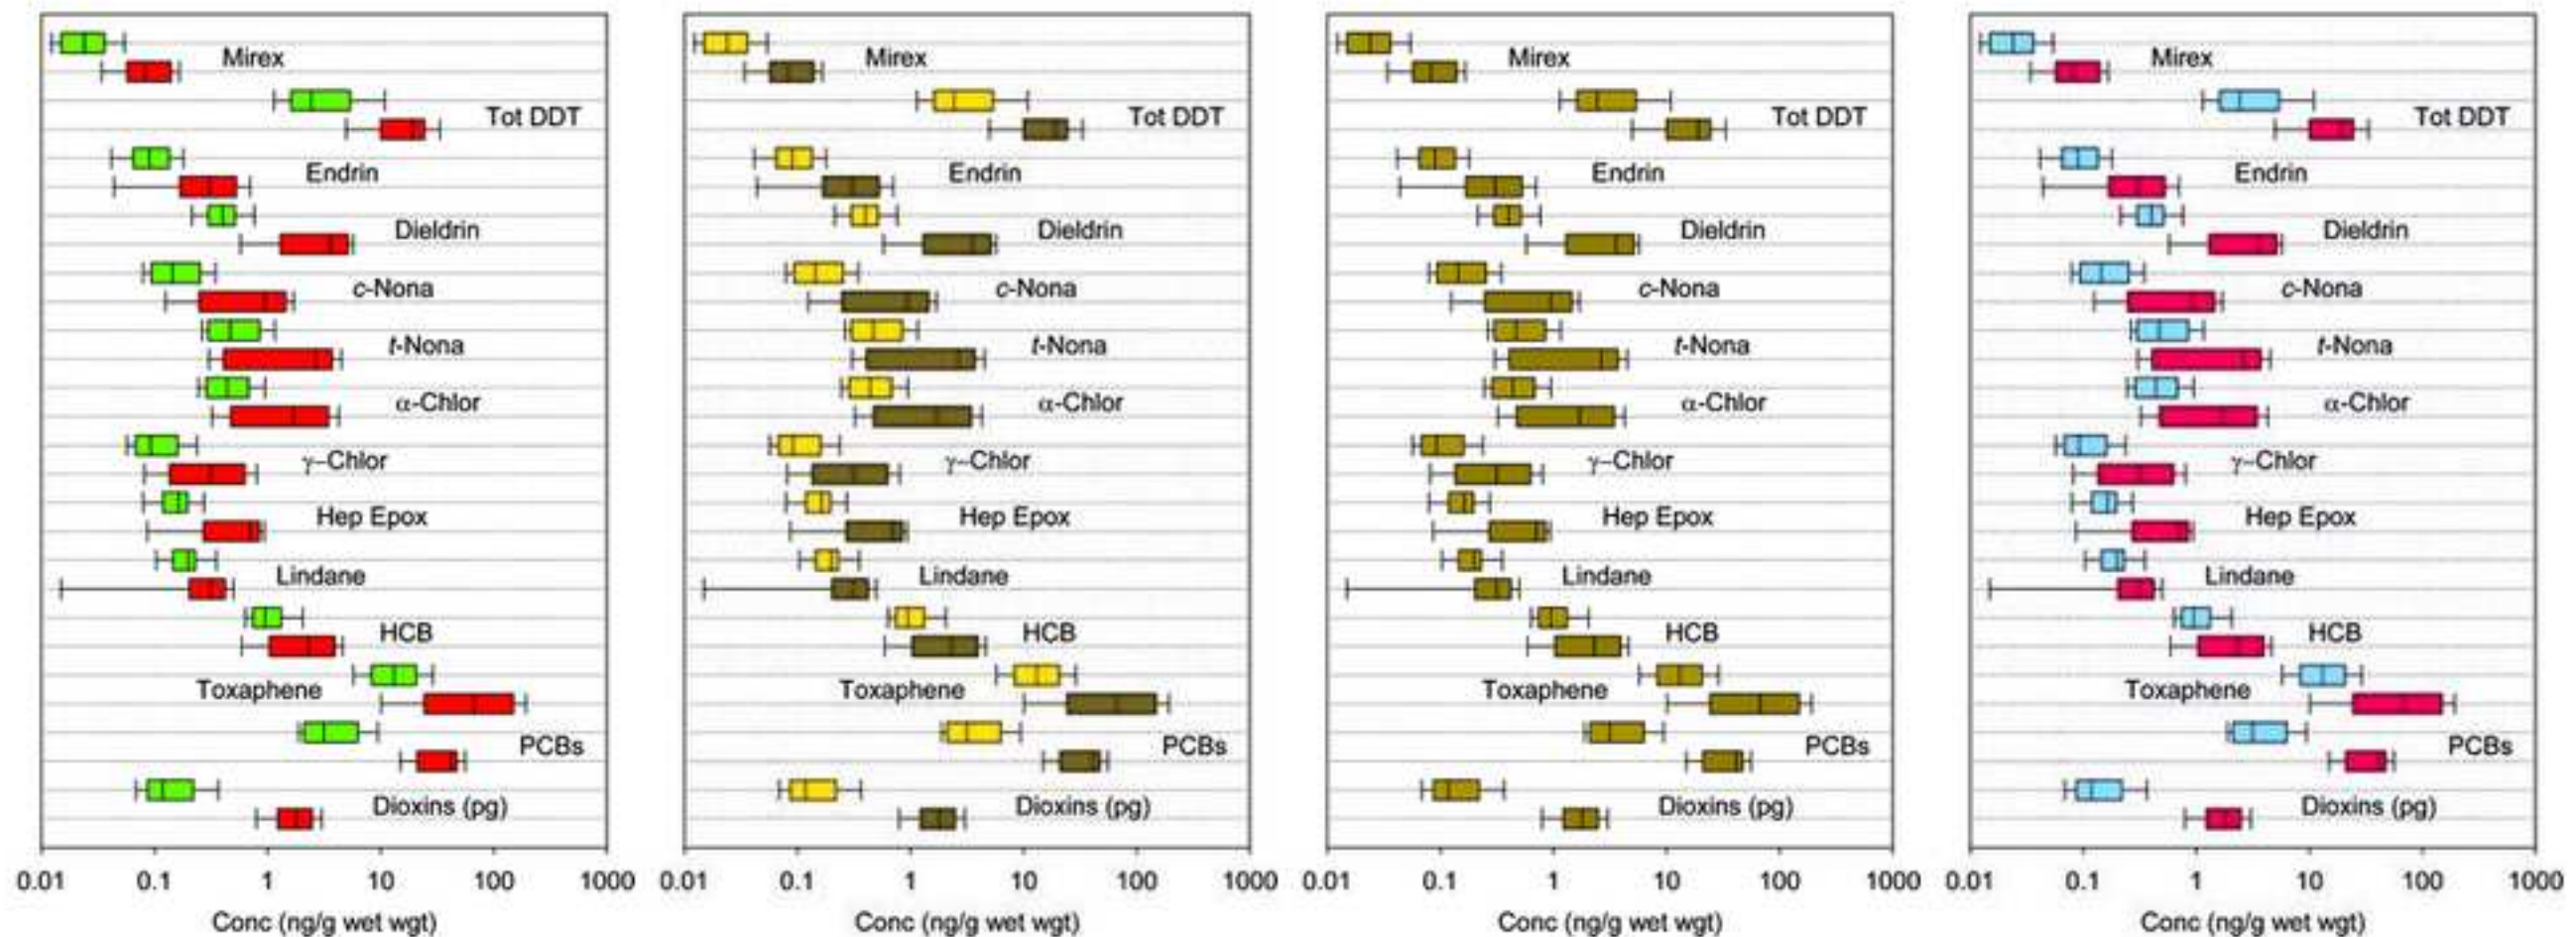 Mirex
Tot DDT
Endrin
Dieldrin
c-Nona
t-Nona
α-Chlor
γ–Chlor
Hep Epox
Lindane
HCB
Toxaphene
PCBs
Dioxins (pg)
0.01 0.1 1 10 100 1000
Conc (ng/g wet wgt)
Mirex
Tot DDT
Endrin
Dieldrin
c-Nona
t-Nona
α-Chlor
γ–Chlor
Hep Epox
Lindane
HCB
Toxaphene
PCBs
Dioxins (pg)
0.01 0.1 1 10 100 1000
Conc (ng/g wet wgt)
Mirex
Tot DDT
Endrin
Dieldrin
c-Nona
t-Nona
α-Chlor
γ–Chlor
Hep Epox
Lindane
HCB
Toxaphene
PCBs
Dioxins (pg)
0.01 0.1 1 10 100 1000
Conc (ng/g wet wgt)
Mirex
Tot DDT
Endrin
Dieldrin
c-Nona
t-Nona
α-Chlor
γ–Chlor
Hep Epox
Lindane
HCB
Toxaphene
PCBs
Dioxins (pg)
0.01 0.1 1 10 100 1000
Conc (ng/g wet wgt)